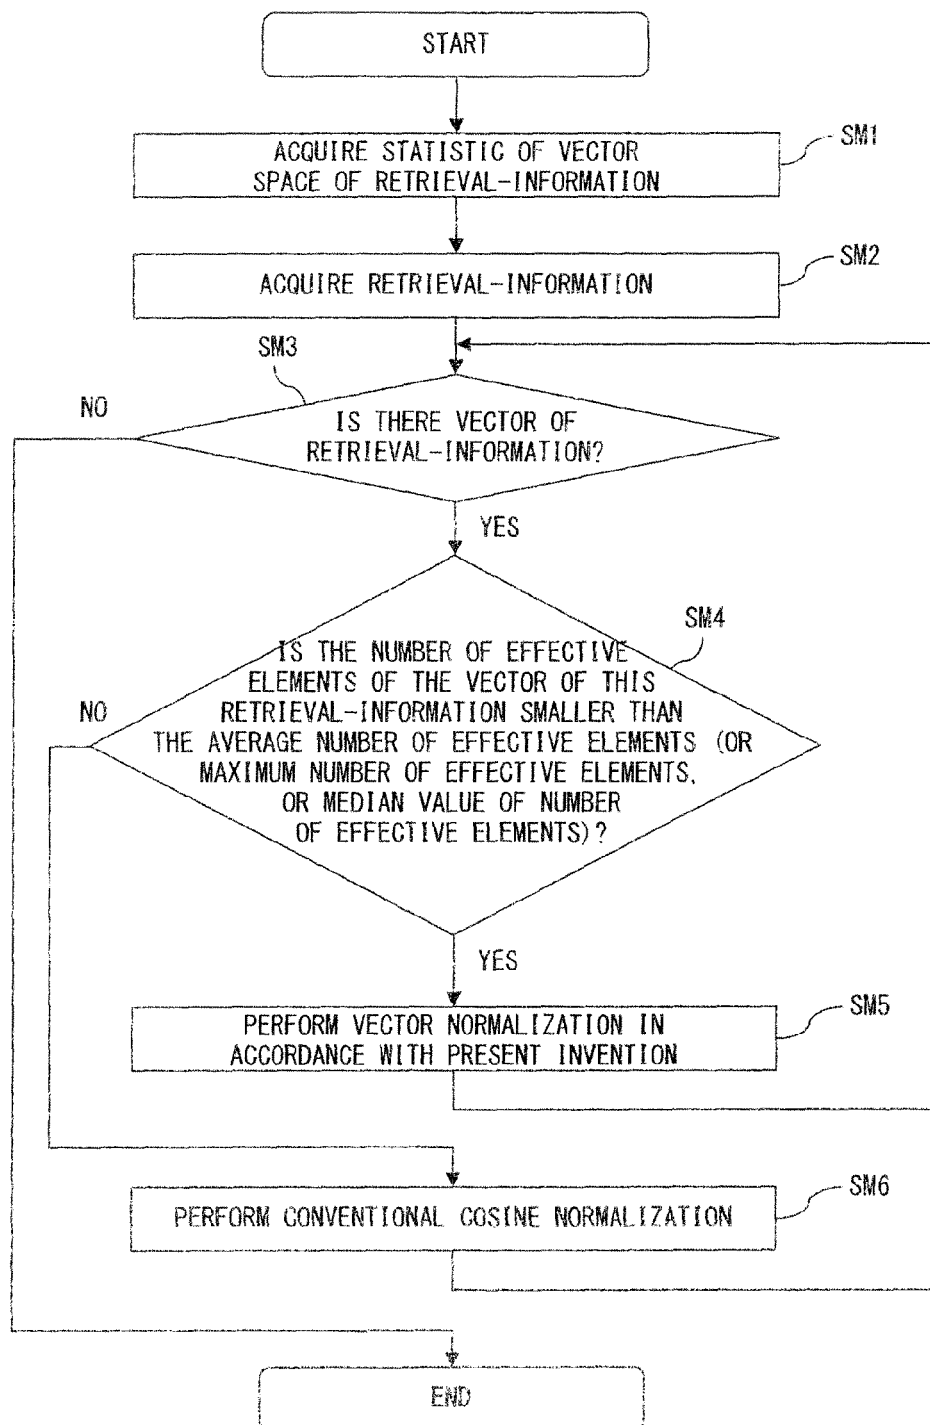 START
SM1
ACQUIRE STATISTIC OF VECTOR
SPACE OF RETRIEVAL-INFORMATION
SM2
ACQUIRE RETRIEVAL-INFORMATION
SM3
NO
IS THERE VECTOR OF
RETRIEVAL-INFORMATION?
YES
SM4
IS THE NUMBER OF EFFECTIVE
ELEMENTS OF THE VECTOR OF THIS
NO
RETRIEVAL-INFORMATION SMALLER THAN
THE AVERAGE NUMBER OF EFFECTIVE ELEMENTS (OR
MAXIMUM NUMBER OF EFFECTIVE ELEMENTS,
OR MEDIAN VALUE OF NUMBER
OF EFFECTIVE ELEMENTS)?
YES
SM5
PERFORM VECTOR NORMALIZATION IN
ACCORDANCE WITH PRESENT INVENTION
SM6
PERFORM CONVENTIONAL COSINE NORMALIZATION
END